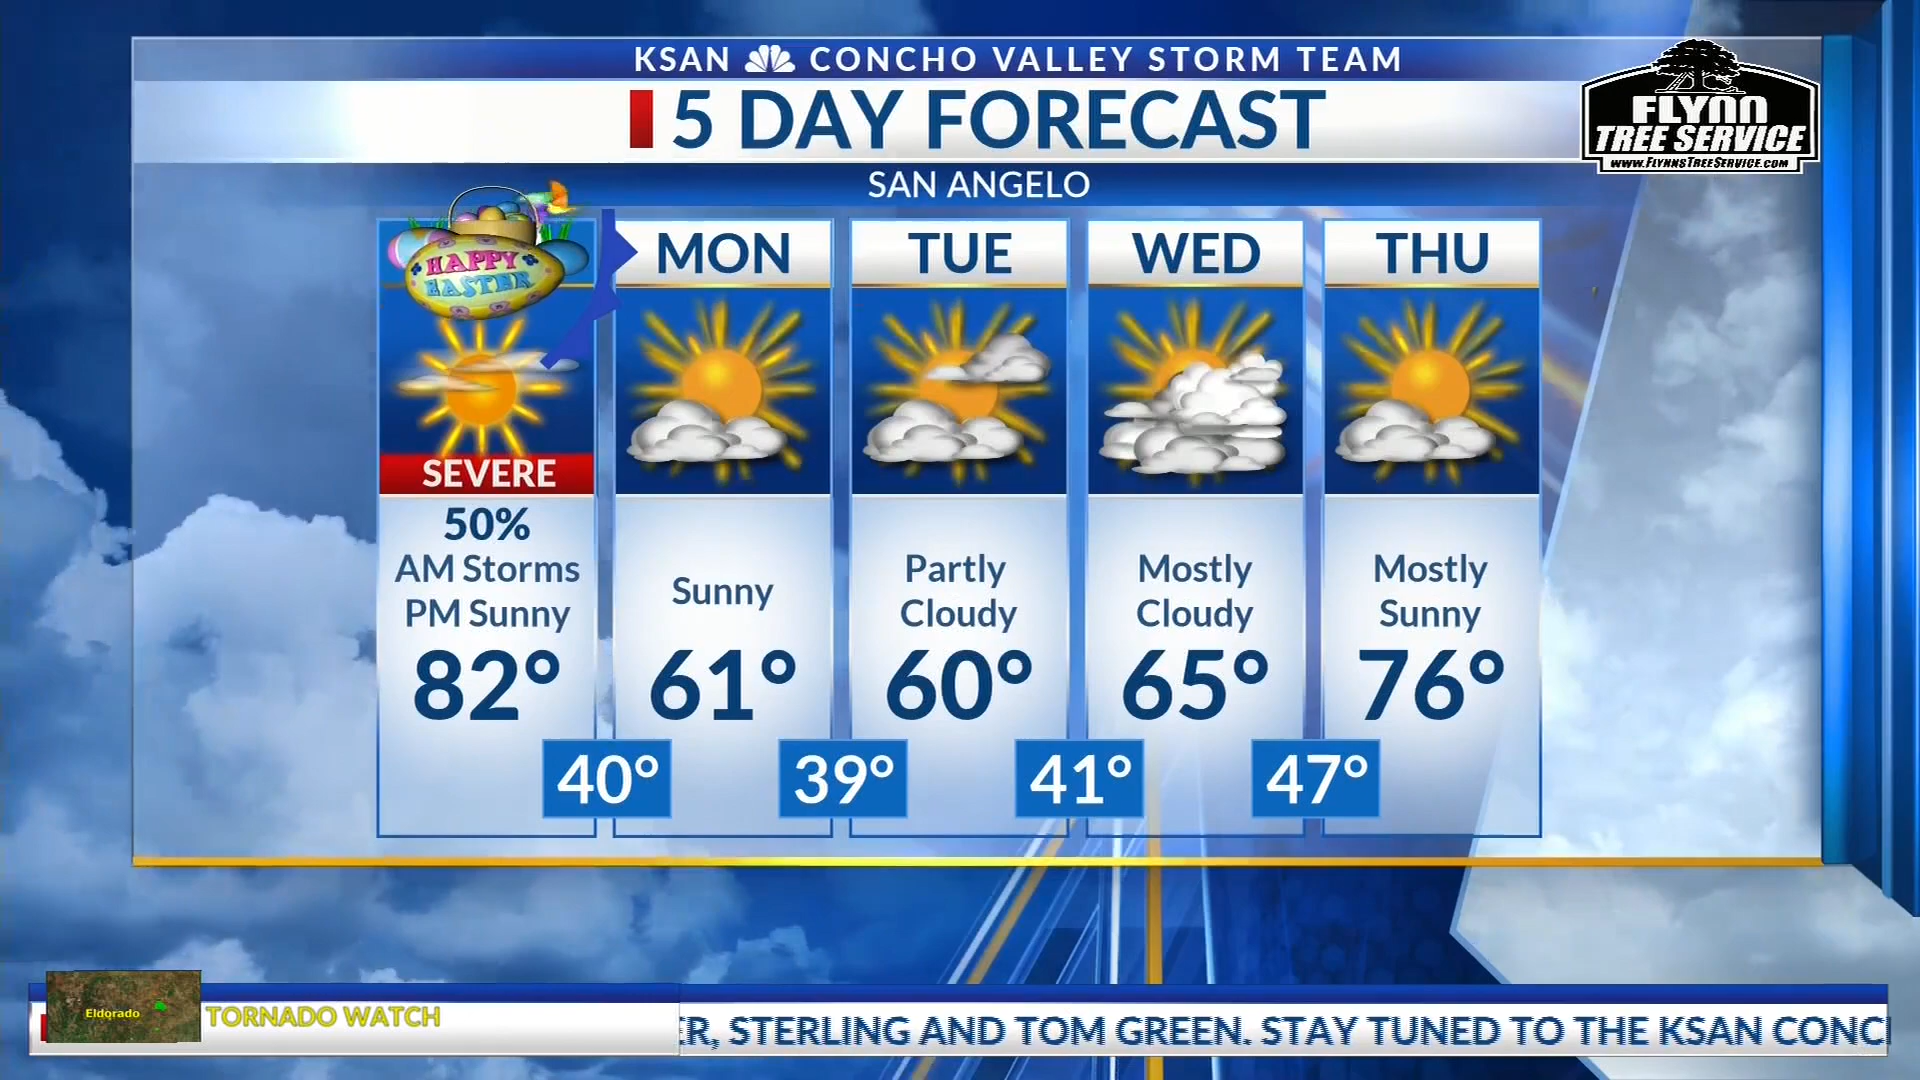 KSAN CONCHO VALLEY STORM TEAM
5 DAY FORECAST
FLYNN
TREE SERVICE
www.FlynnsTreeService.com
SAN ANGELO
HAPPY
EASTER
MON
TUE
WED
THU
SEVERE
50%
AM Storms
PM Sunny
82°
Sunny
61°
Partly
Cloudy
60°
Mostly
Cloudy
65°
Mostly
Sunny
76°
40°
39°
41°
47°
Eldorado
TORNADO WATCH
ER, STERLING AND TOM GREEN. STAY TUNED TO THE KSAN CONC